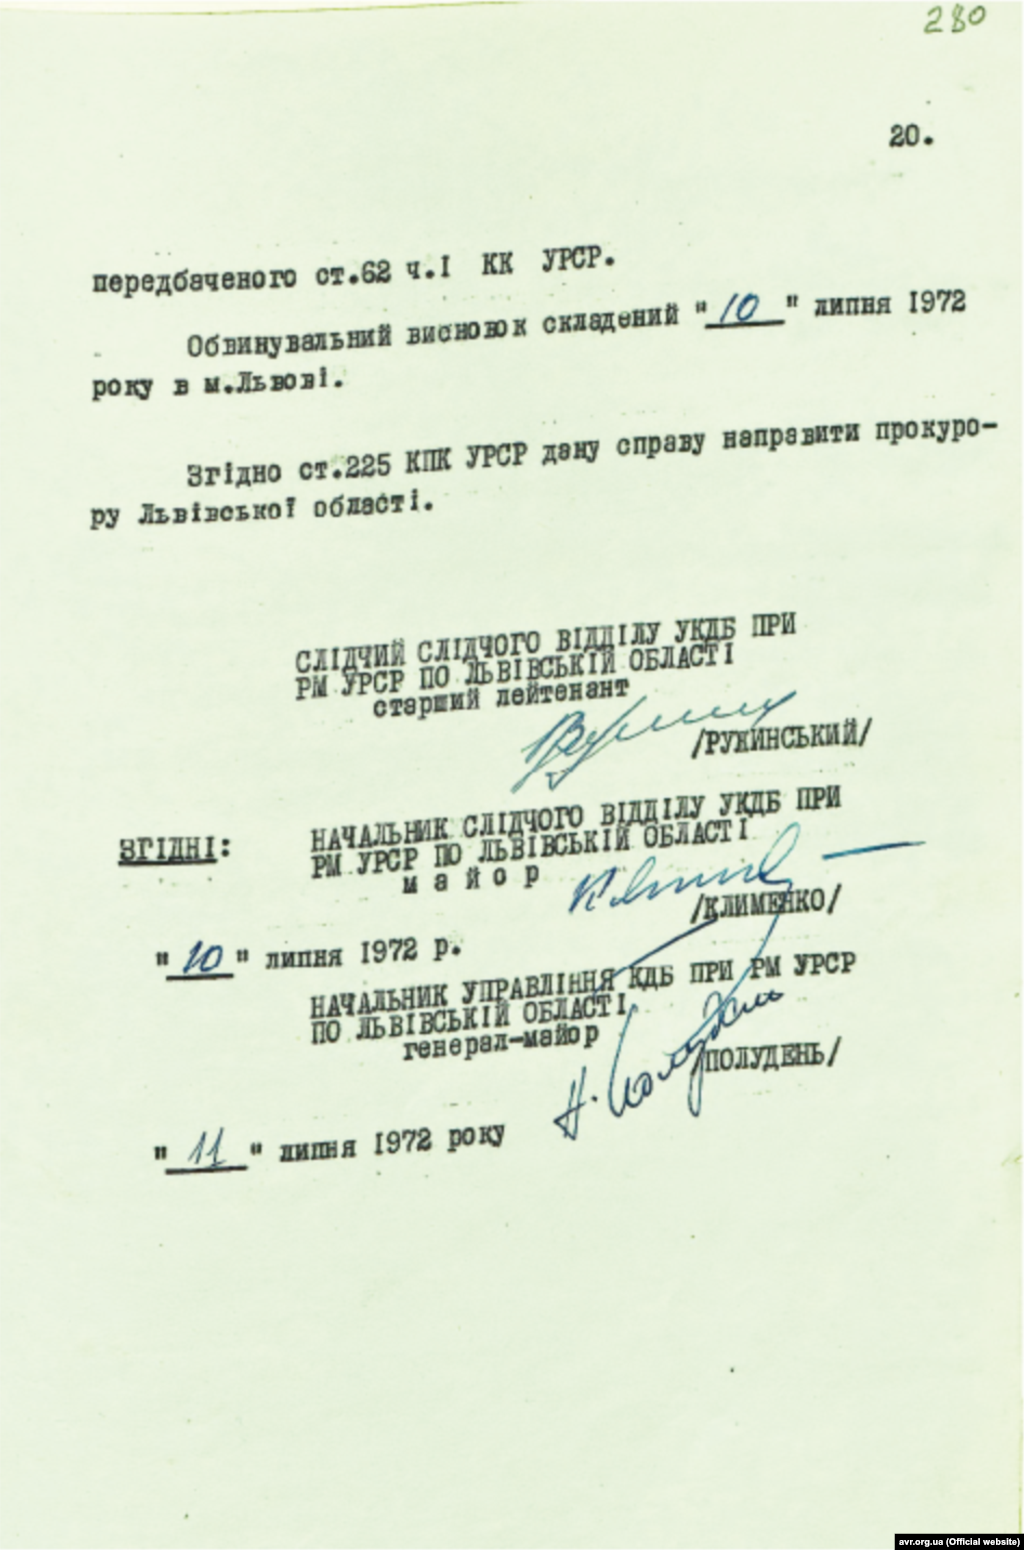 280
20.
передбаченого ст.62 ч.І КК УРСР.
Обвинувальний висновок складений "10" липня 1972
року в м.Львові.
Згідно ст.225 КПК УРСР дану справу направити прокуро-
ру Львівської області.
СЛІДЧИЙ СЛІДЧОГО ВІДДІЛУ УКДБ ПРИ
РМ УРСР ПО ЛЬВІВСЬКІЙ ОБЛАСТІ
старший лейтенант
/РУЖИНСЬКИЙ/
ЗГІДНІ: НАЧАЛЬНИК СЛІДЧОГО ВІДДІЛУ УКДБ ПРИ
РМ УРСР ПО ЛЬВІВСЬКІЙ ОБЛАСТІ
м а й о р
/КЛИМЕНКО/
"10" липня 1972 р.
НАЧАЛЬНИК УПРАВЛІННЯ КДБ ПРИ РМ УРСР
ПО ЛЬВІВСЬКІЙ ОБЛАСТІ
генерал-майор
/ПОЛУДЕНЬ/
"11" липня 1972 року
avr.org.ua (Official website)